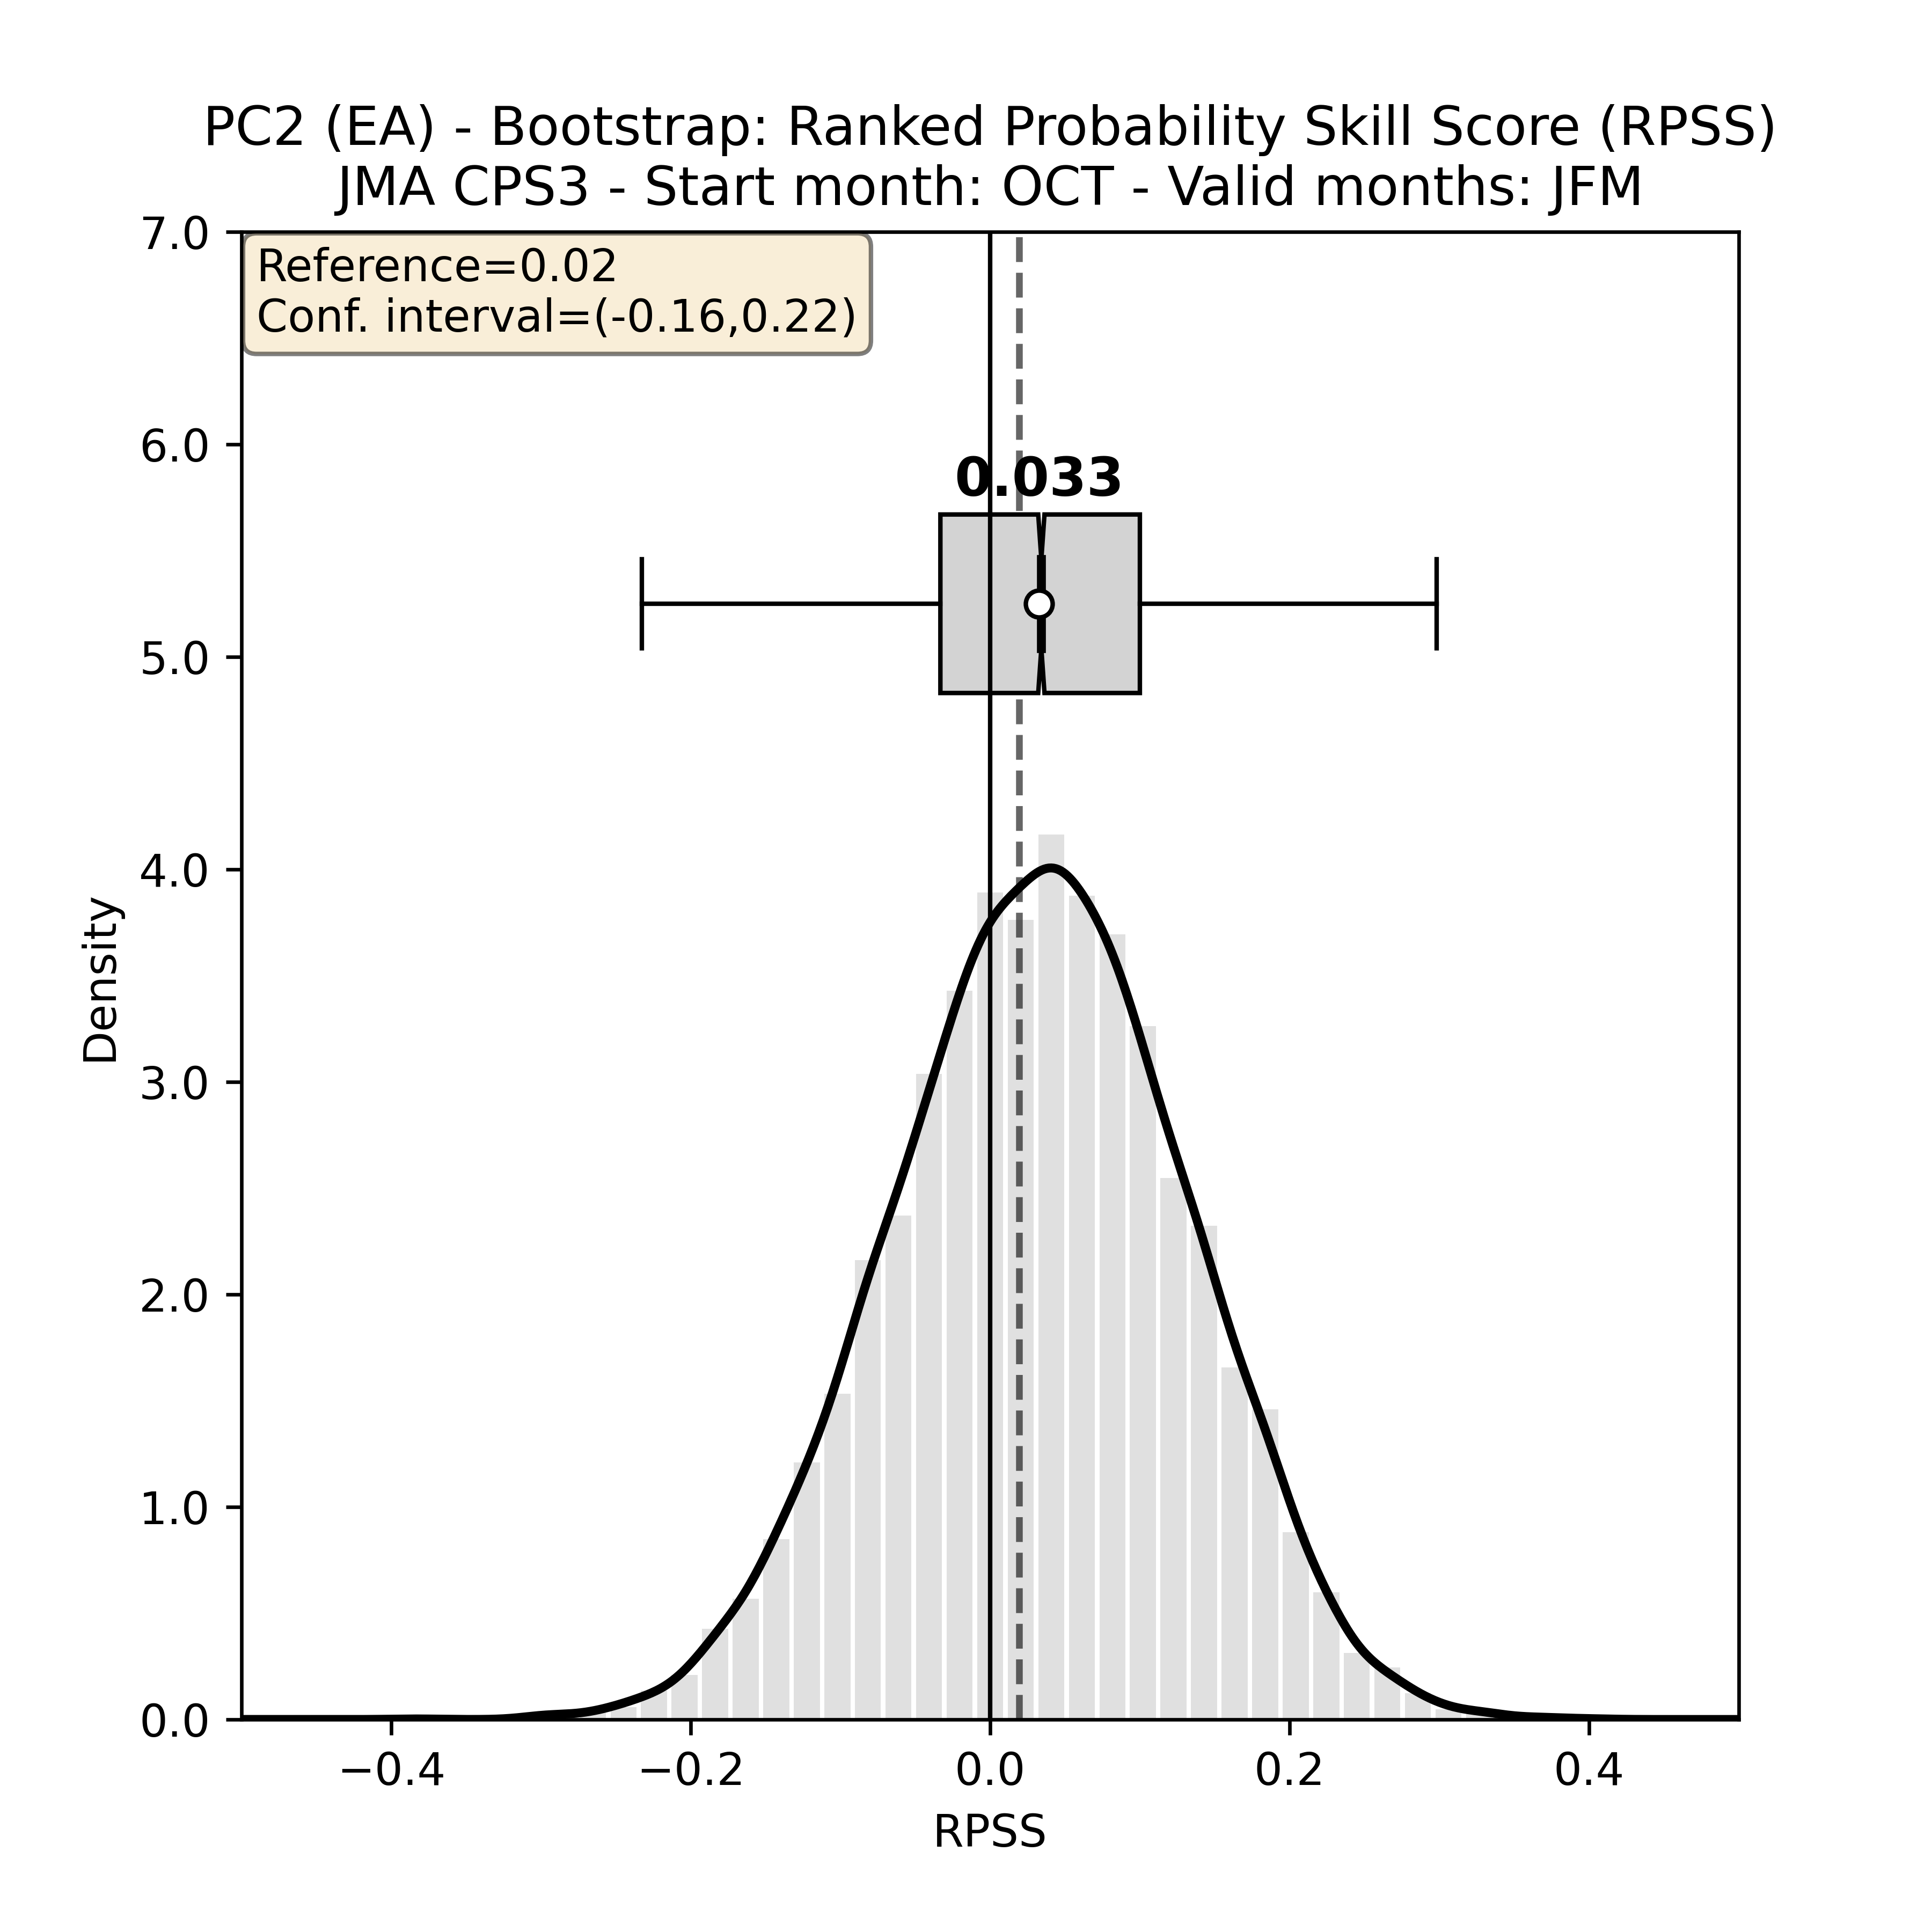 PC2 (EA) - Bootstrap: Ranked Probability Skill Score (RPSS)
JMA CPS3 - Start month: OCT - Valid months: JFM
Reference=0.02
Conf. interval=(-0.16,0.22)
0.033
7.0
6.0
5.0
4.0
3.0
2.0
1.0
0.0
Density
−0.4
−0.2
0.0
0.2
0.4
RPSS